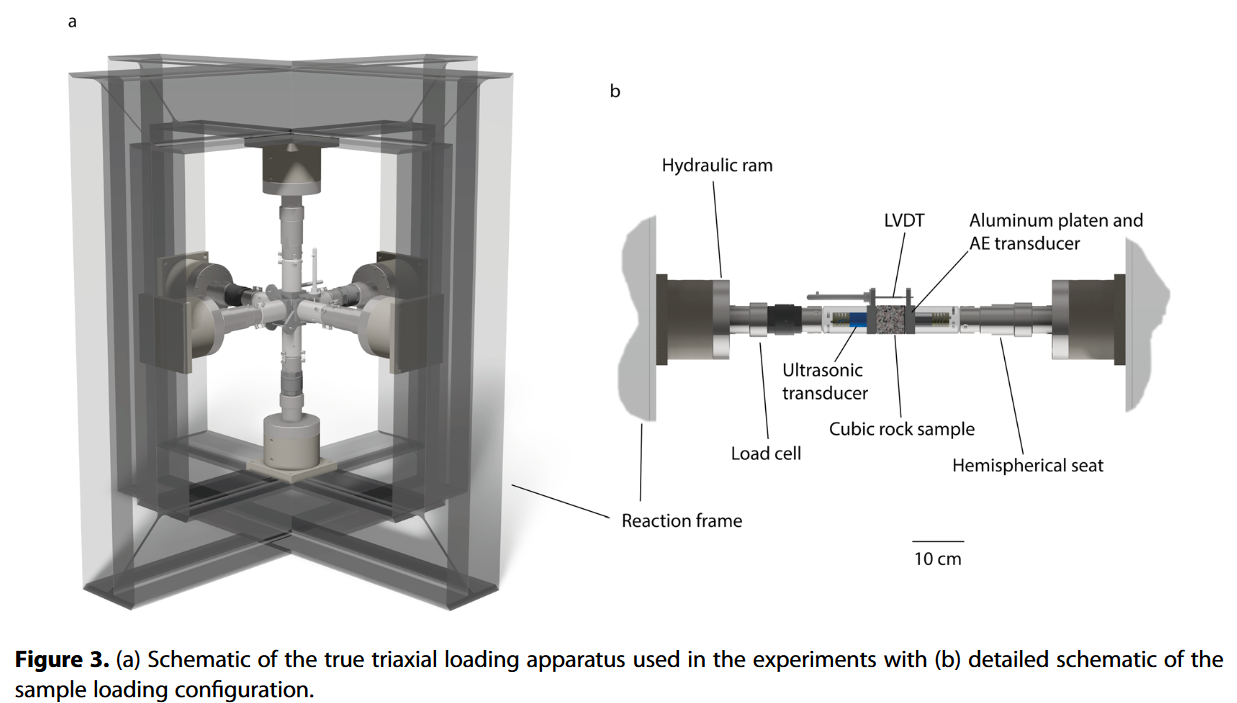 a
b
Hydraulic ram
LVDT
Aluminum platen and
AE transducer
Ultrasonic
transducer
Cubic rock sample
Load cell
Hemispherical seat
Reaction frame
10 cm
Figure 3. (a) Schematic of the true triaxial loading apparatus used in the experiments with (b) detailed schematic of the
sample loading configuration.